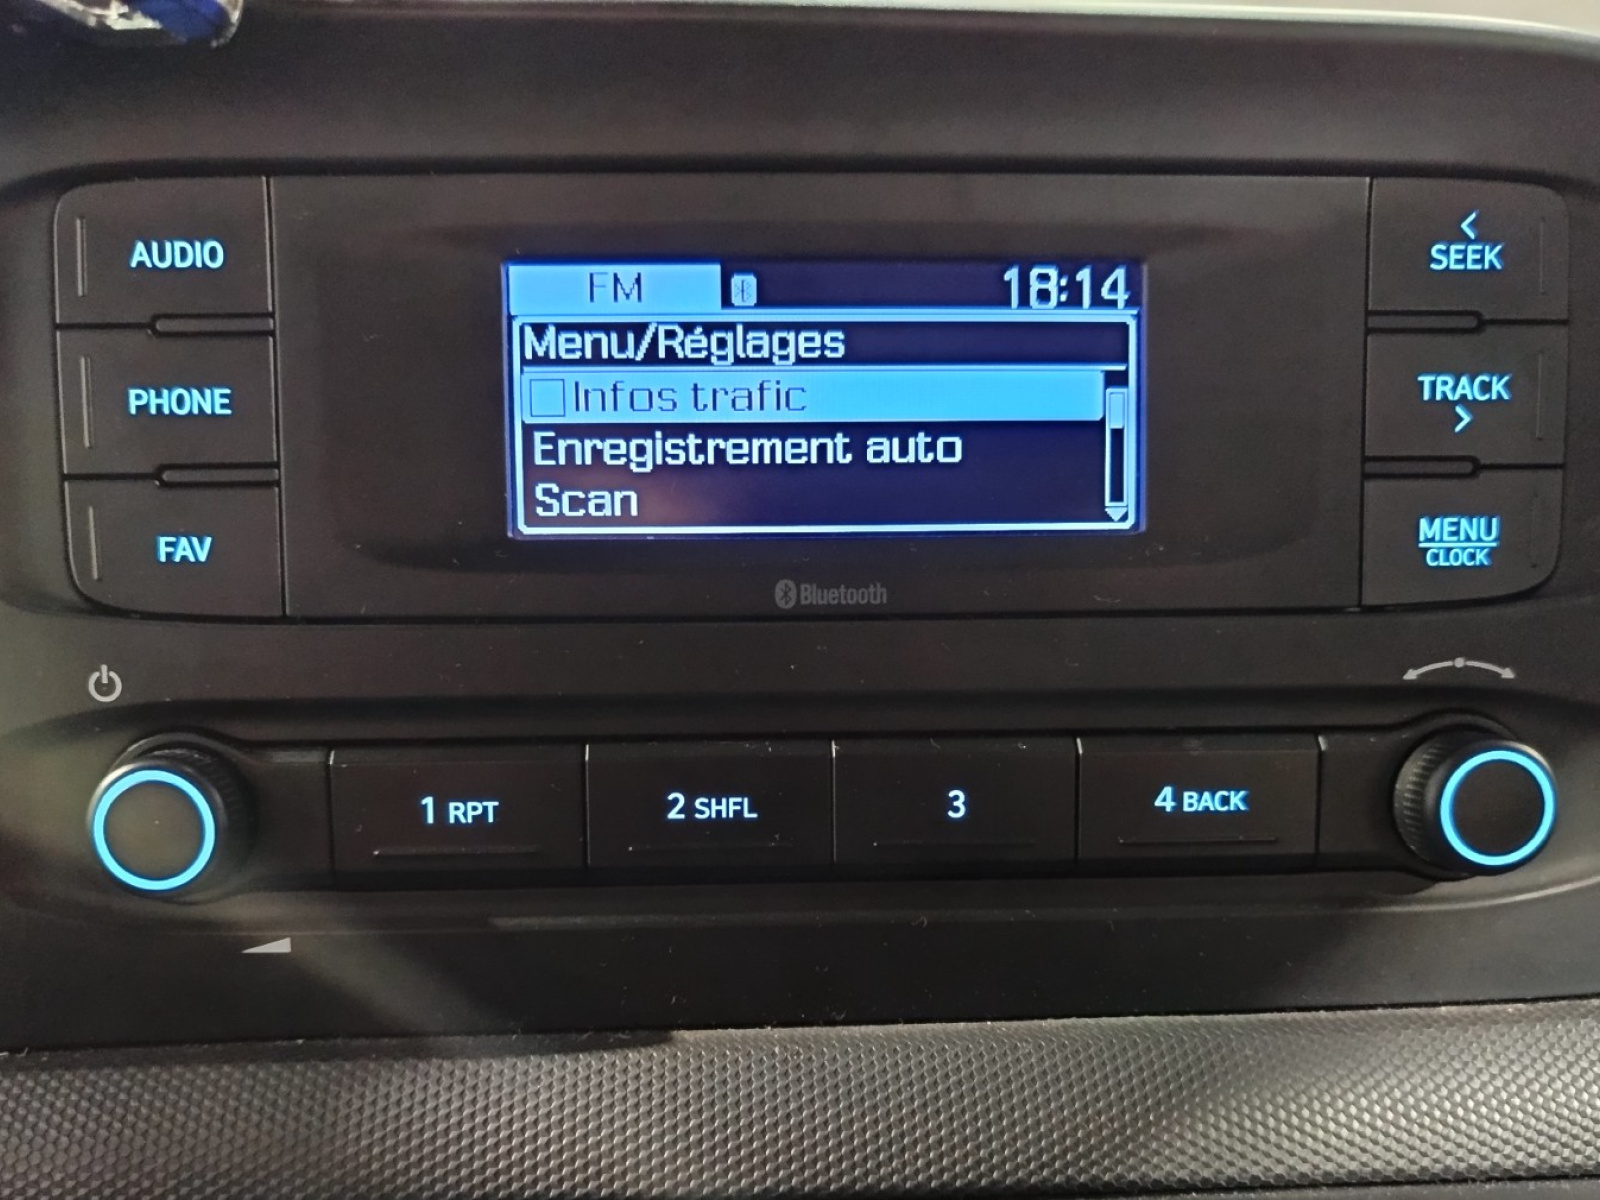 AUDIO
PHONE
FAV
FM 18:14
Menu/Réglages
Infos trafic
Enregistrement auto
Scan
Bluetooth
< SEEK
TRACK >
MENU
CLOCK
1 RPT
2 SHFL
3
4 BACK